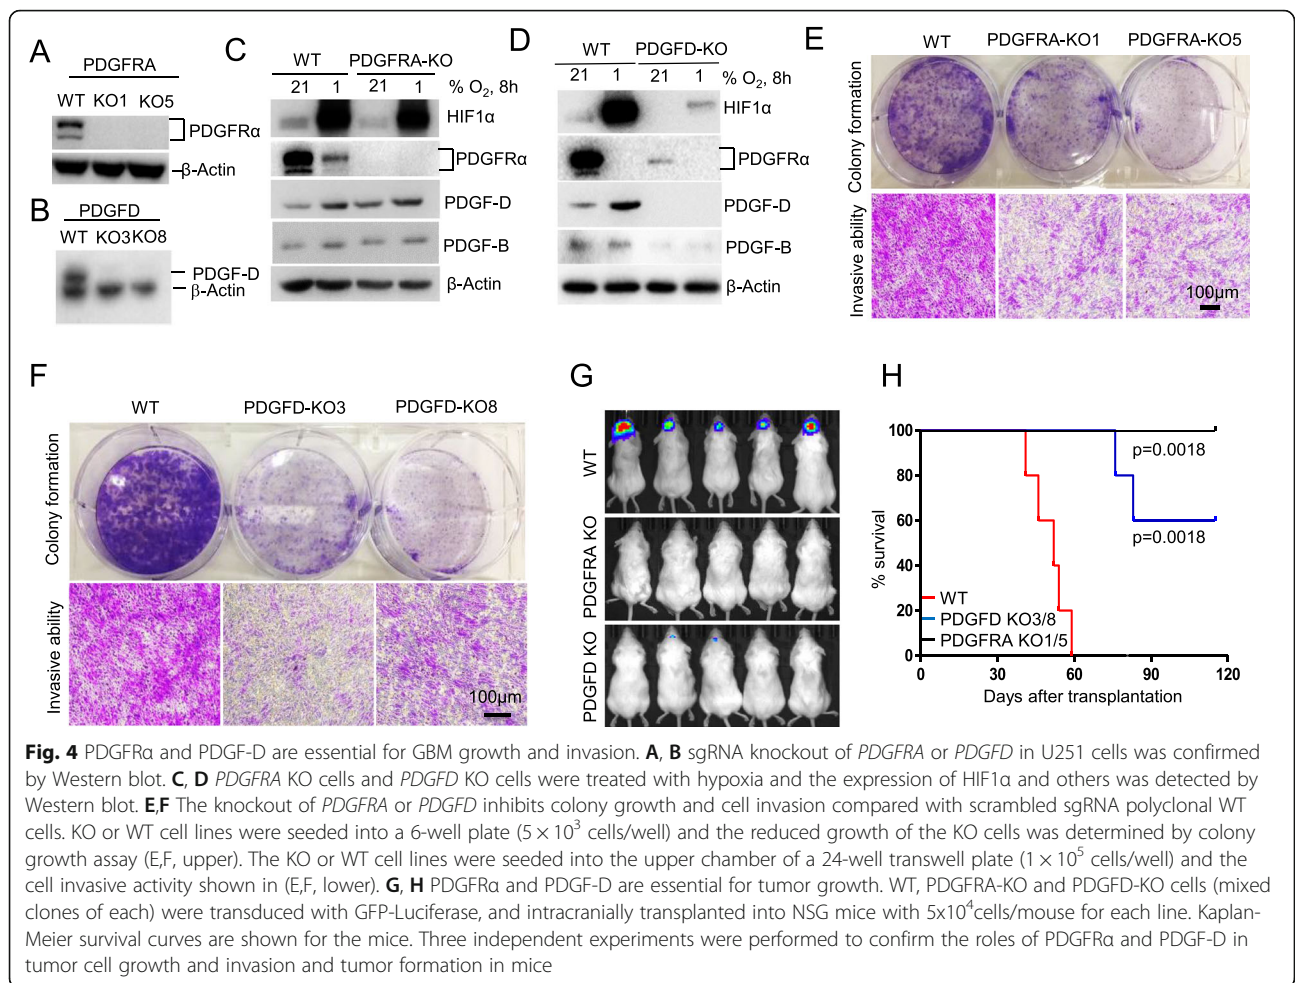 A
PDGFRA
WT KO1 KO5
PDGFRα
β-Actin
B
PDGFD
WT KO3 KO8
PDGF-D
β-Actin
C
WT PDGFRA-KO
21 1 21 1 % O₂, 8h
HIF1α
PDGFRα
PDGF-D
PDGF-B
β-Actin
D
WT PDGFD-KO
21 1 21 1 % O₂, 8h
HIF1α
PDGFRα
PDGF-D
PDGF-B
β-Actin
E
WT PDGFRA-KO1 PDGFRA-KO5
Colony formation
Invasive ability
100μm
F
WT PDGFD-KO3 PDGFD-KO8
Colony formation
Invasive ability
100μm
G
WT
PDGFRA KO
PDGFD KO
H
% survival
100
80
60
40
20
0
p=0.0018
p=0.0018
WT
PDGFD KO3/8
PDGFRA KO1/5
0 30 60 90 120
Days after transplantation
Fig. 4 PDGFRα and PDGF-D are essential for GBM growth and invasion. A, B sgRNA knockout of PDGFRA or PDGFD in U251 cells was confirmed
by Western blot. C, D PDGFRA KO cells and PDGFD KO cells were treated with hypoxia and the expression of HIF1α and others was detected by
Western blot. E,F The knockout of PDGFRA or PDGFD inhibits colony growth and cell invasion compared with scrambled sgRNA polyclonal WT
cells. KO or WT cell lines were seeded into a 6-well plate (5 × 10³ cells/well) and the reduced growth of the KO cells was determined by colony
growth assay (E,F, upper). The KO or WT cell lines were seeded into the upper chamber of a 24-well transwell plate (1 × 10⁵ cells/well) and the
cell invasive activity shown in (E,F, lower). G, H PDGFRα and PDGF-D are essential for tumor growth. WT, PDGFRA-KO and PDGFD-KO cells (mixed
clones of each) were transduced with GFP-Luciferase, and intracranially transplanted into NSG mice with 5x10⁴cells/mouse for each line. Kaplan-
Meier survival curves are shown for the mice. Three independent experiments were performed to confirm the roles of PDGFRα and PDGF-D in
tumor cell growth and invasion and tumor formation in mice